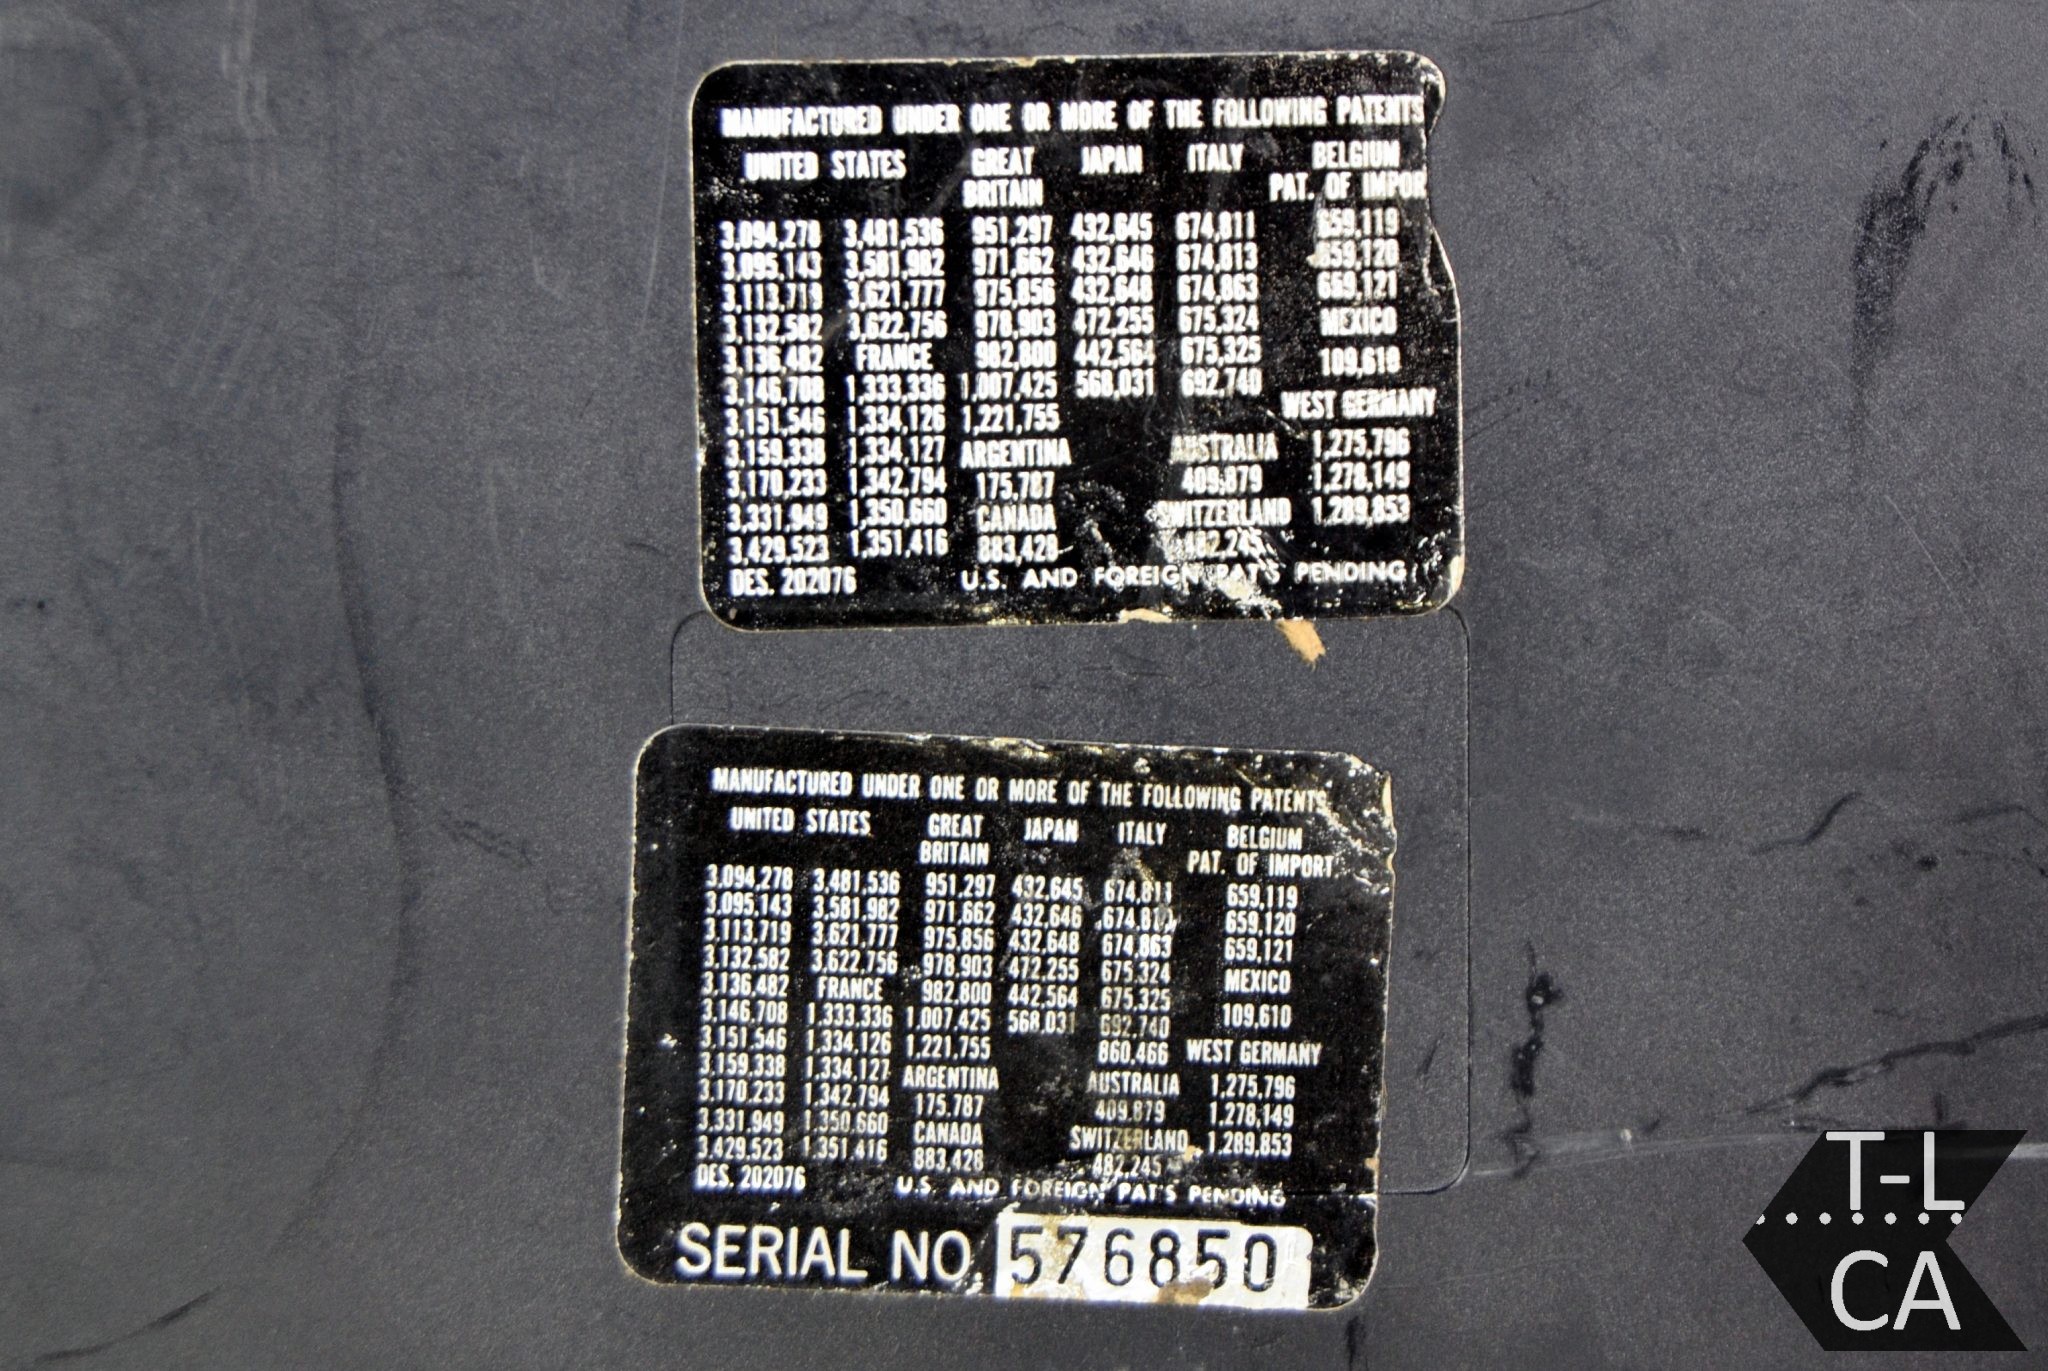 MANUFACTURED UNDER ONE OR MORE OF THE FOLLOWING PATENTS
UNITED STATES GREAT JAPAN ITALY BELGIUM
BRITAIN PAT. OF IMPOR
3,094,278 3,481,536 951,297 432,645 674,811 659,119
3,095,143 3,581,982 971,662 432,646 674,813 659,120
3,113,719 3,621,777 975,856 432,648 674,863 659,121
3,132,582 3,622,756 978,903 472,255 675,324 MEXICO
3,136,482 FRANCE 982,800 442,564 675,325 109,610
3,146,708 1,333,336 1,007,425 568,031 692,740
3,151,546 1,334,126 1,221,755 WEST GERMANY
3,159,338 1,334,127 ARGENTINA AUSTRALIA 1,275,796
3,170,233 1,342,794 175,787 409,879 1,278,149
3,331,949 1,350,660 CANADA SWITZERLAND 1,289,853
3,429,523 1,351,416 883,428 482,245
DES. 202076 U.S. AND FOREIGN PAT'S PENDING
MANUFACTURED UNDER ONE OR MORE OF THE FOLLOWING PATENTS
UNITED STATES GREAT JAPAN ITALY BELGIUM
BRITAIN PAT. OF IMPORT
3,094,278 3,481,536 951,297 432,645 674,811 659,119
3,095,143 3,581,982 971,662 432,646 659,120
3,113,719 3,621,777 975,856 432,648 674,863 659,121
3,132,582 3,622,756 978,903 472,255 675,324 MEXICO
3,136,482 FRANCE 982,800 442,564 675,325 109,610
3,146,708 1,333,336 1,007,425 568,031 692,740
3,151,546 1,334,126 1,221,755 860,466 WEST GERMANY
3,159,338 1,334,127 ARGENTINA AUSTRALIA 1,275,796
3,170,233 1,342,794 175,787 409,879 1,278,149
3,331,949 1,350,660 CANADA SWITZERLAND 1,289,853
3,429,523 1,351,416 883,428 482,245
DES. 202076 U.S. AND FOREIGN PAT'S PENDING
SERIAL NO. 576850
T-L
CA